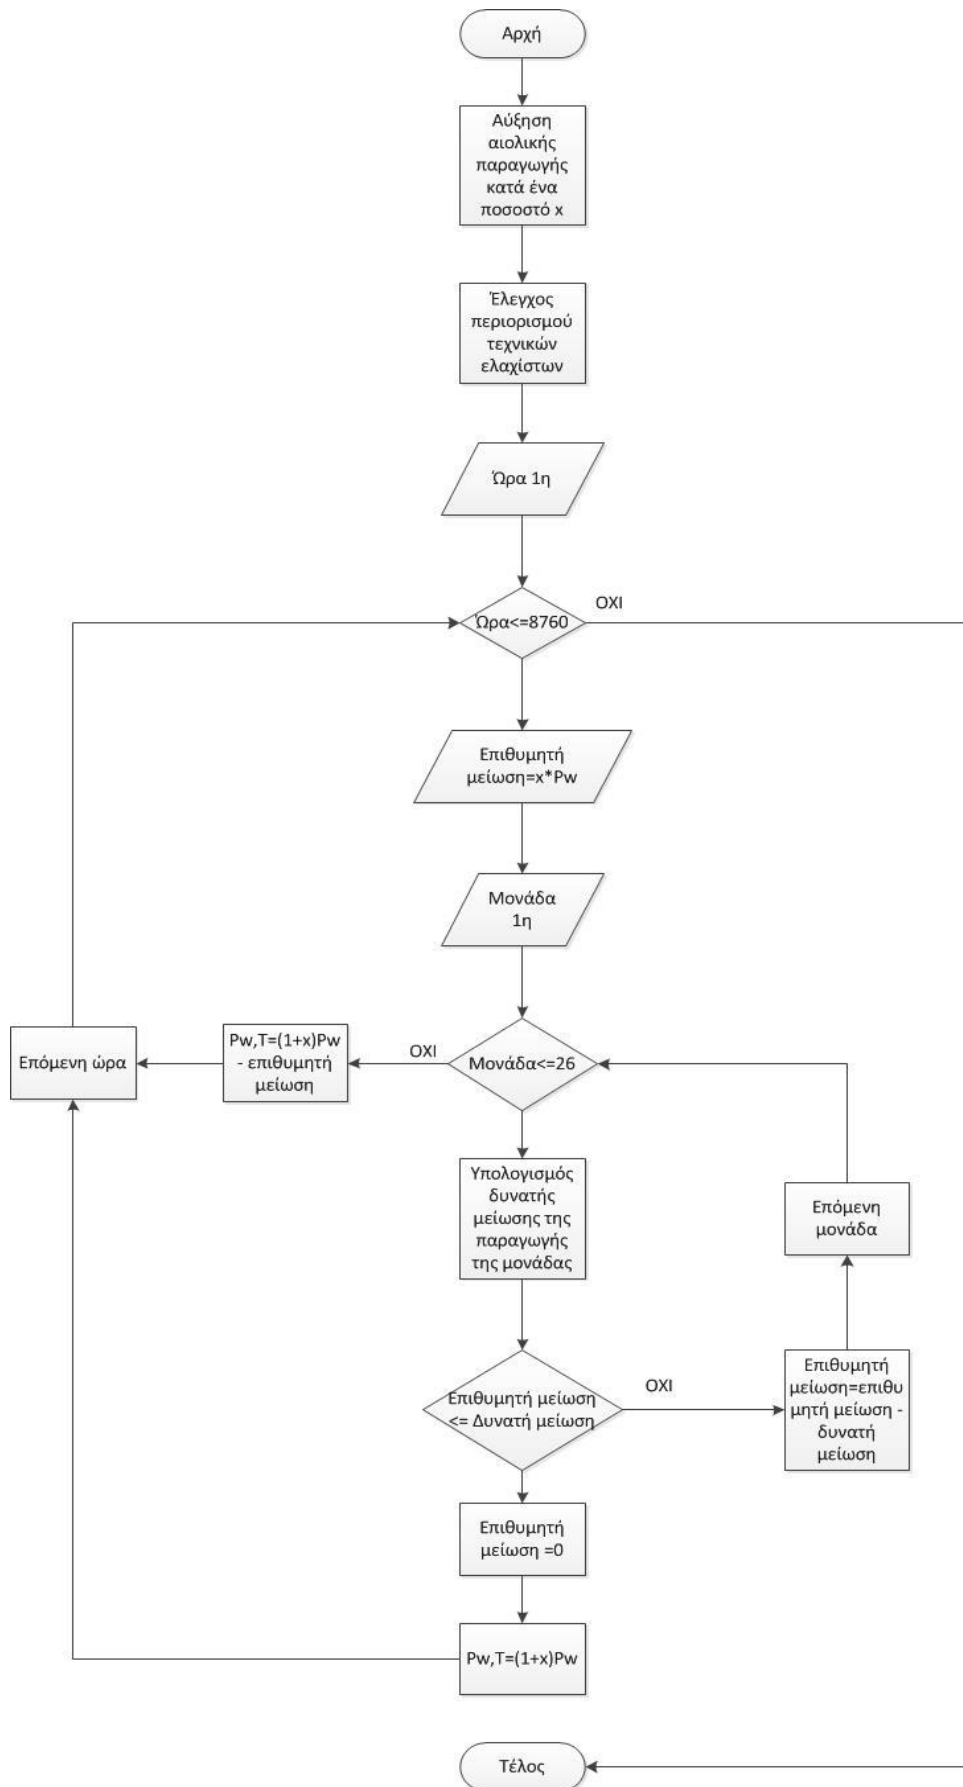 Αρχή
Αύξηση
αιολικής
παραγωγής
κατά ένα
ποσοστό x
Έλεγχος
περιορισμού
τεχνικών
ελαχίστων
Ώρα 1η
Ώρα<=8760
ΟΧΙ
Επιθυμητή
μείωση=x*Pw
Μονάδα
1η
Μονάδα<=26
ΟΧΙ
Pw,T=(1+x)Pw
- επιθυμητή
μείωση
Επόμενη ώρα
Υπολογισμός
δυνατής
μείωσης της
παραγωγής
της μονάδας
Επόμενη
μονάδα
Επιθυμητή μείωση
<= Δυνατή μείωση
ΟΧΙ
Επιθυμητή
μείωση=επιθυ
μητή μείωση -
δυνατή
μείωση
Επιθυμητή
μείωση =0
Pw,T=(1+x)Pw
Τέλος